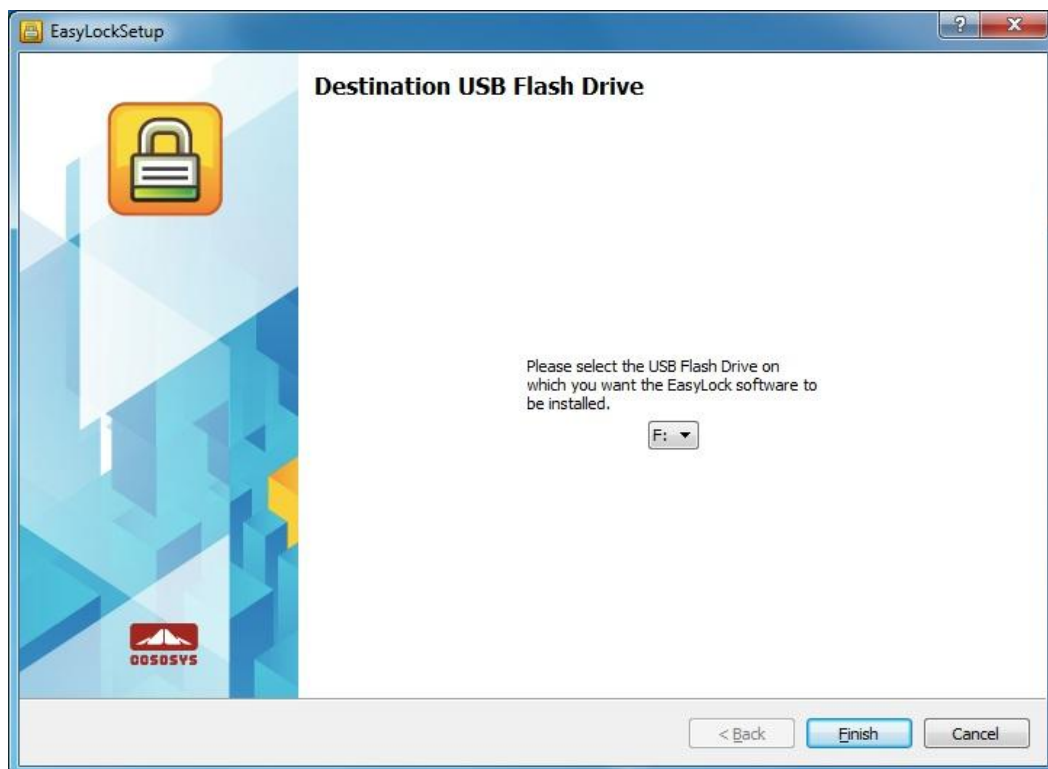 EasyLockSetup
Destination USB Flash Drive
Please select the USB Flash Drive on
which you want the EasyLock software to
be installed.
F:
COSOSYS
< Back
Finish
Cancel